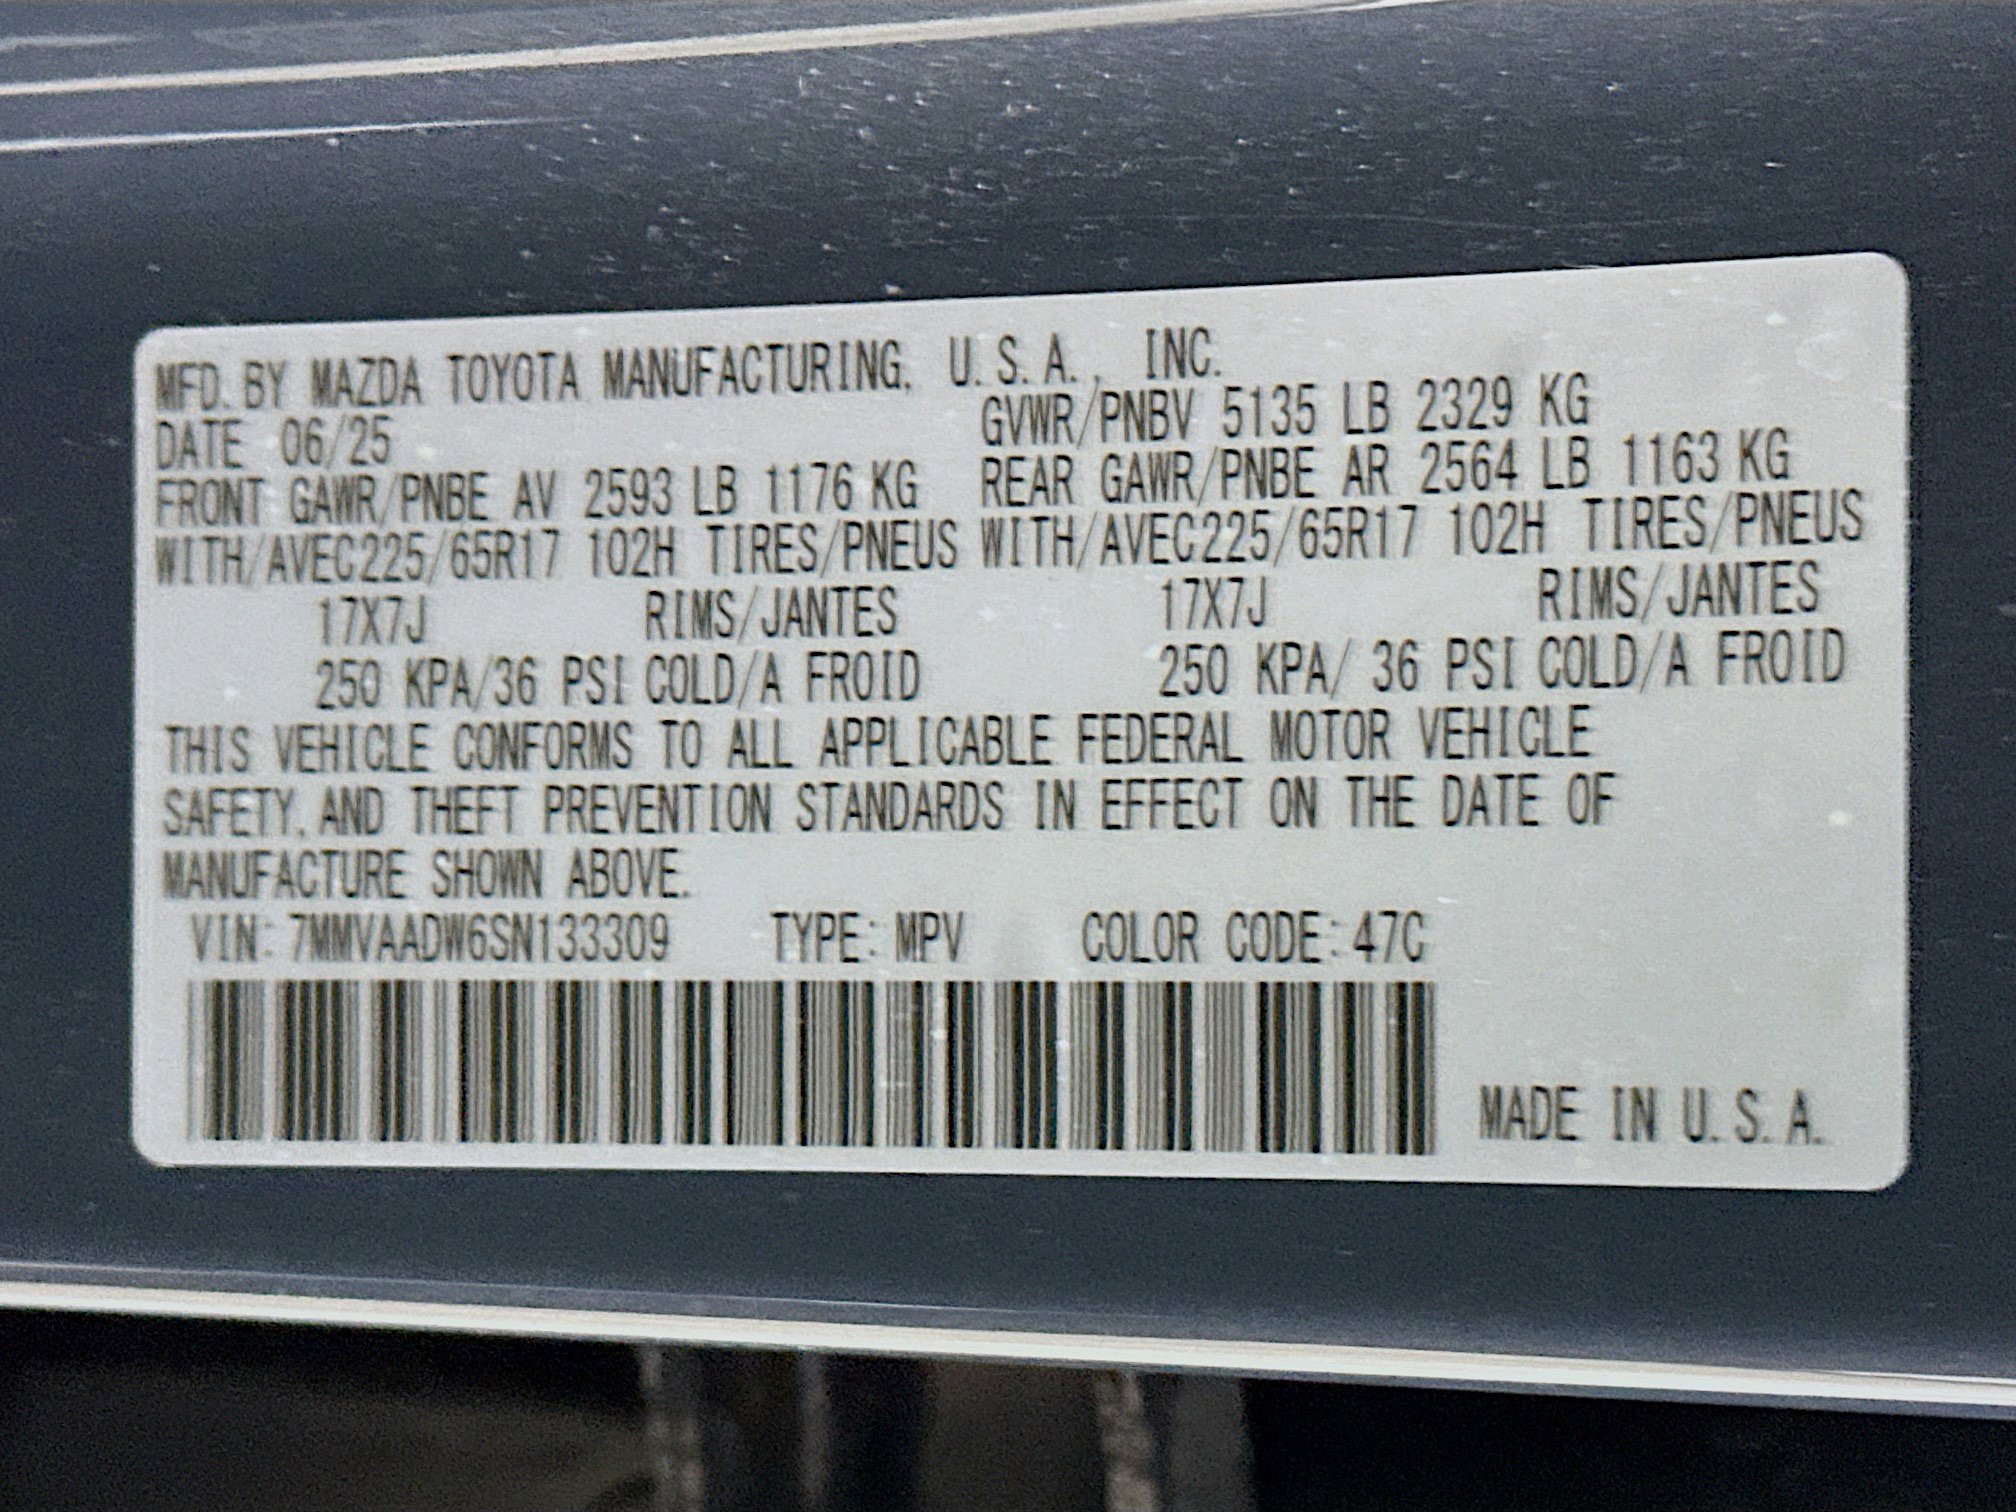 MFD. BY MAZDA TOYOTA MANUFACTURING, U.S.A., INC.
DATE 06/25 GVWR/PNBV 5135 LB 2329 KG
FRONT GAWR/PNBE AV 2593 LB 1176 KG REAR GAWR/PNBE AR 2564 LB 1163 KG
WITH/AVEC225/65R17 102H TIRES/PNEUS WITH/AVEC225/65R17 102H TIRES/PNEUS
17X7J RIMS/JANTES 17X7J RIMS/JANTES
250 KPA/36 PSI COLD/A FROID 250 KPA/ 36 PSI COLD/A FROID
THIS VEHICLE CONFORMS TO ALL APPLICABLE FEDERAL MOTOR VEHICLE
SAFETY, AND THEFT PREVENTION STANDARDS IN EFFECT ON THE DATE OF
MANUFACTURE SHOWN ABOVE.
VIN: 7MMVAADW6SN133309 TYPE: MPV COLOR CODE: 47C
MADE IN U.S.A.